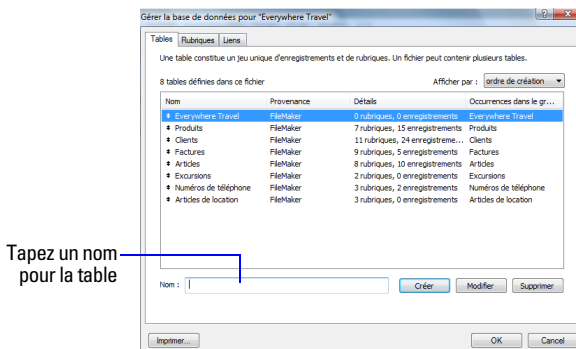 Gérer la base de données pour "Everywhere Travel"
Tables Rubriques Liens
Une table constitue un jeu unique d'enregistrements et de rubriques. Un fichier peut contenir plusieurs tables.
8 tables définies dans ce fichier Afficher par : ordre de création
Nom Provenance Détails Occurrences dans le gr...
Everywhere Travel FileMaker 0 rubriques, 0 enregistrements Everywhere Travel
Produits FileMaker 7 rubriques, 15 enregistrements Produits
Clients FileMaker 11 rubriques, 24 enregistreme... Clients
Factures FileMaker 9 rubriques, 5 enregistrements Factures
Articles FileMaker 8 rubriques, 10 enregistrements Articles
Excursions FileMaker 2 rubriques, 0 enregistrements Excursions
Numéros de téléphone FileMaker 3 rubriques, 2 enregistrements Numéros de téléphone
Articles de location FileMaker 3 rubriques, 0 enregistrements Articles de location
Tapez un nom
pour la table
Nom : Créer Modifier Supprimer
Imprimer... OK Cancel